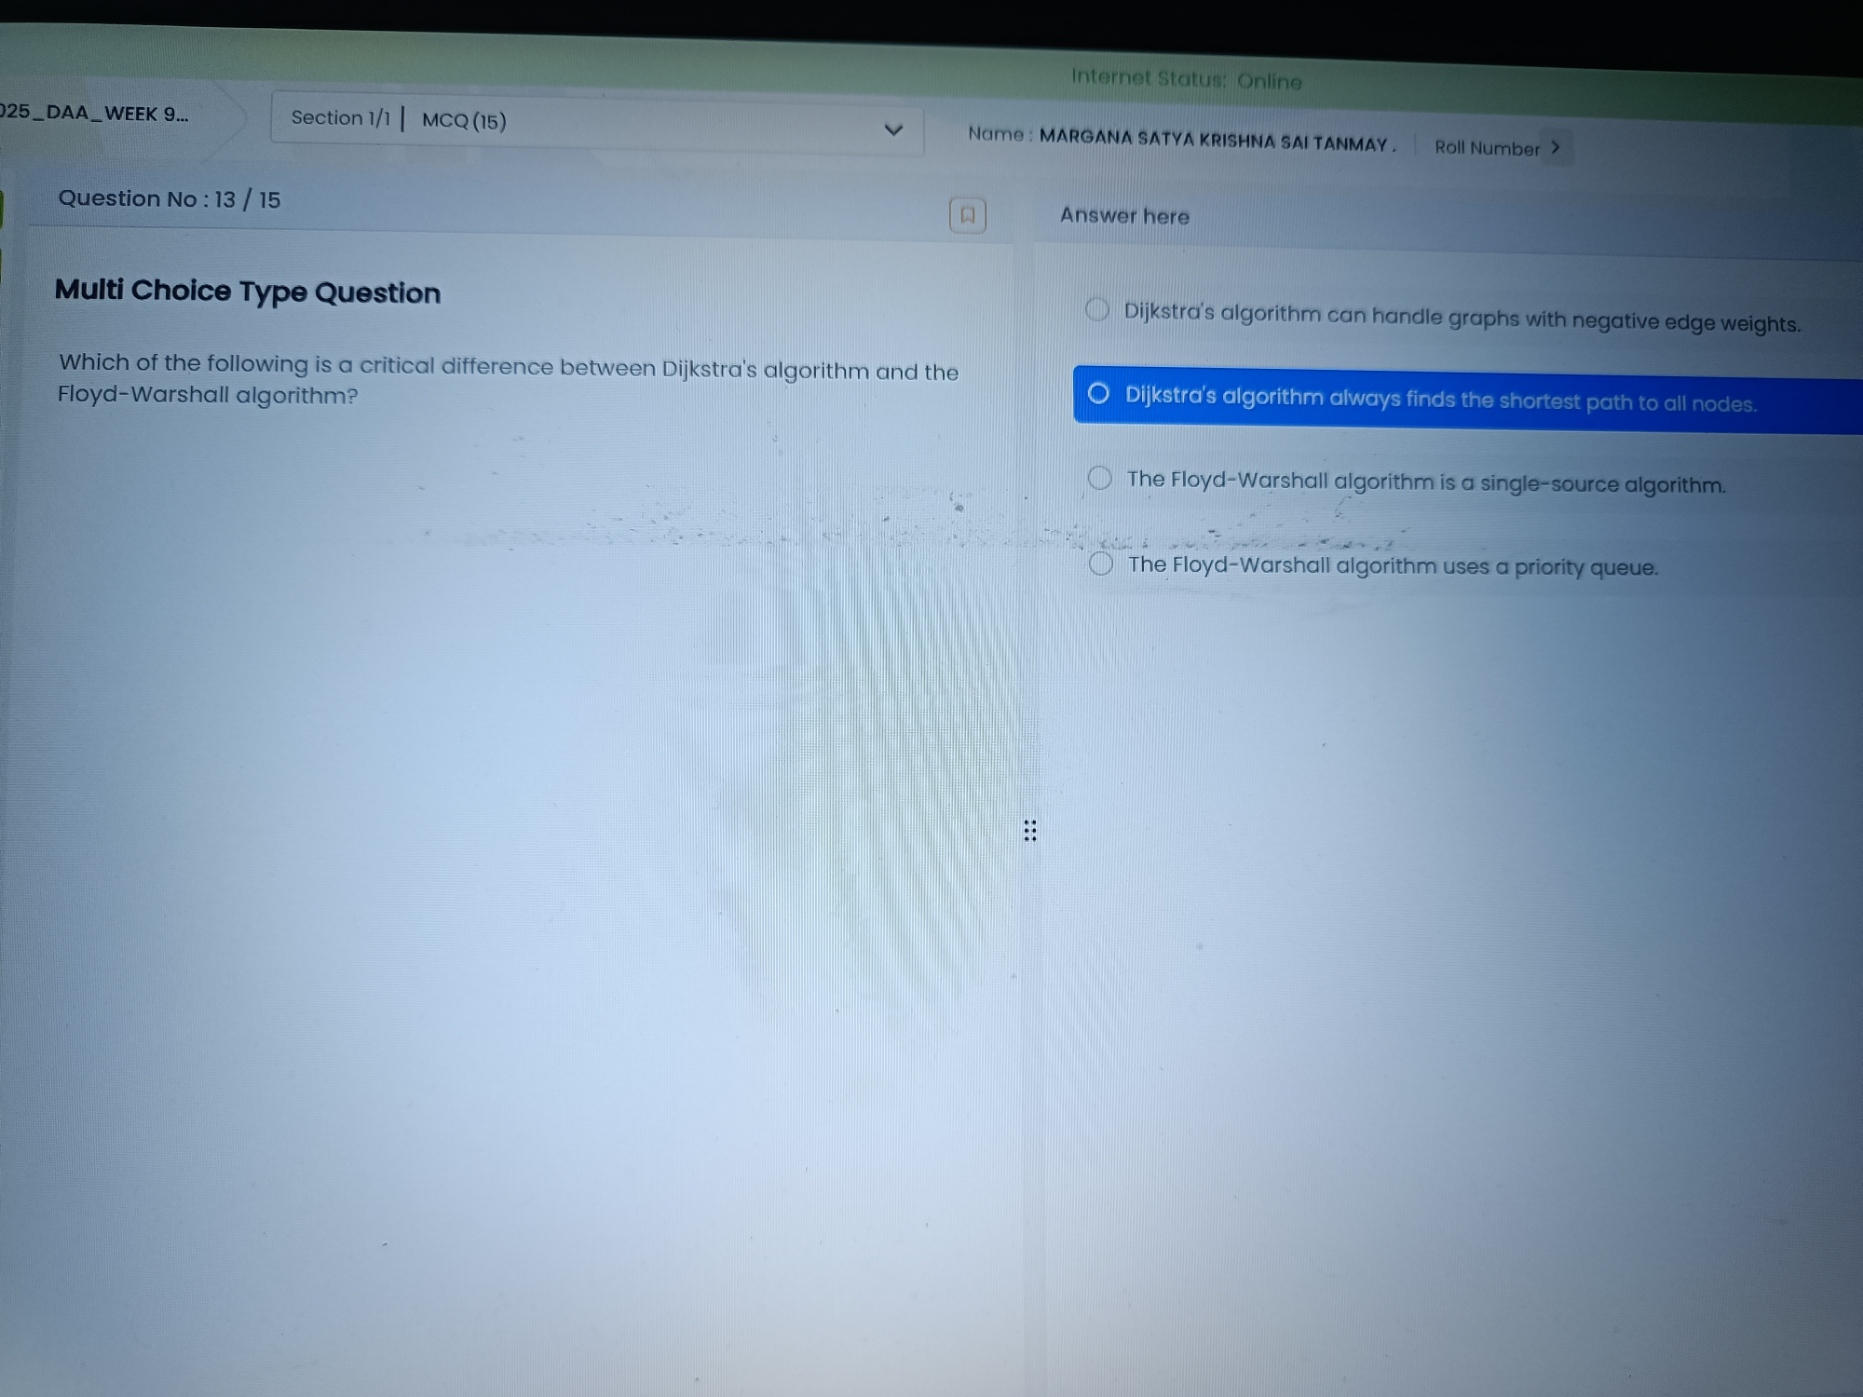 Internet Status: Online
025_DAA_WEEK 9...
Section 1/1 | MCQ (15)
Name : MARGANA SATYA KRISHNA SAI TANMAY .
Roll Number >
Question No : 13 / 15
Answer here
Multi Choice Type Question
Which of the following is a critical difference between Dijkstra's algorithm and the
Floyd-Warshall algorithm?
Dijkstra's algorithm can handle graphs with negative edge weights.
Dijkstra's algorithm always finds the shortest path to all nodes.
The Floyd-Warshall algorithm is a single-source algorithm.
The Floyd-Warshall algorithm uses a priority queue.